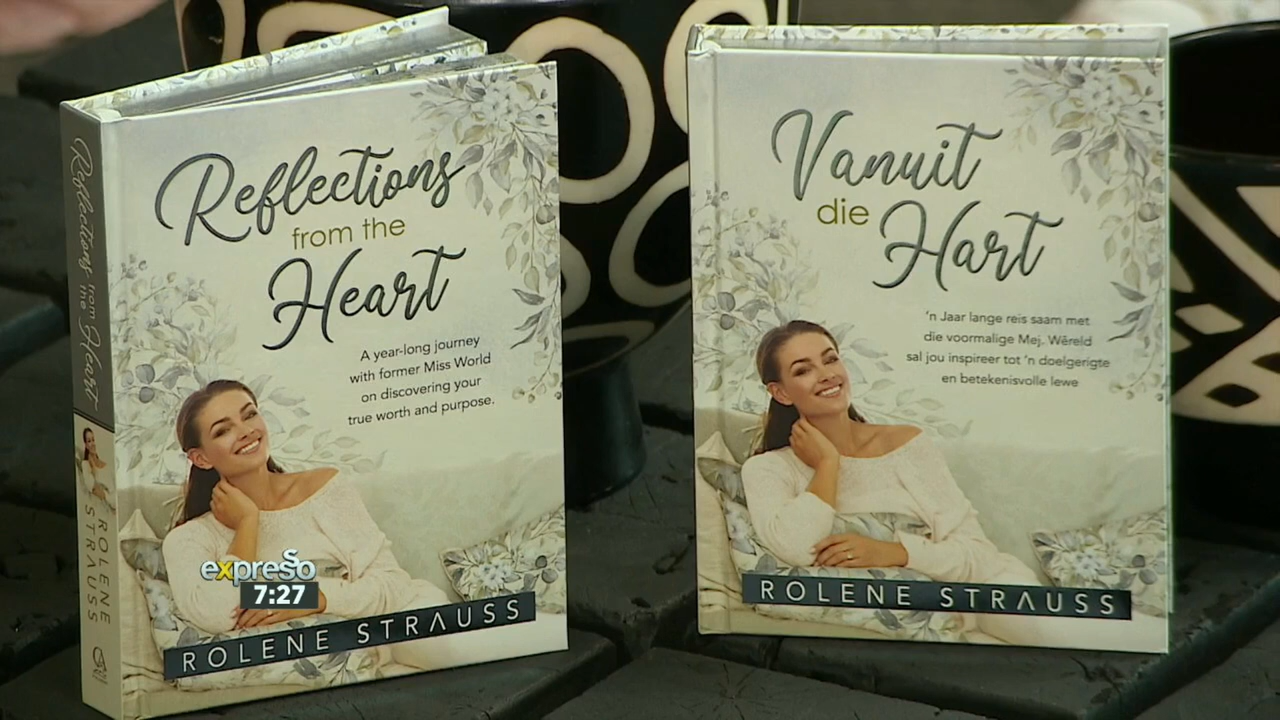 Reflections
from the
Heart
A year-long journey
with former Miss World
on discovering your
true worth and purpose.
ROLENE STRAUSS
Reflections from the Heart
ROLENE STRAUSS
Vanuit
die
Hart
'n Jaar lange reis saam met
die voormalige Mej. Wêreld
sal jou inspireer tot 'n doelgerigte
en betekenisvolle lewe
ROLENE STRAUSS
expresso
7:27